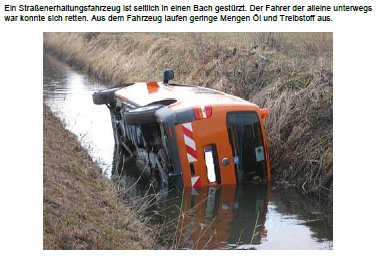 Ein Straßenerhaltungsfahrzeug ist seitlich in einen Bach gestürzt. Der Fahrer der alleine unterwegs
war konnte sich retten. Aus dem Fahrzeug laufen geringe Mengen Öl und Treibstoff aus.